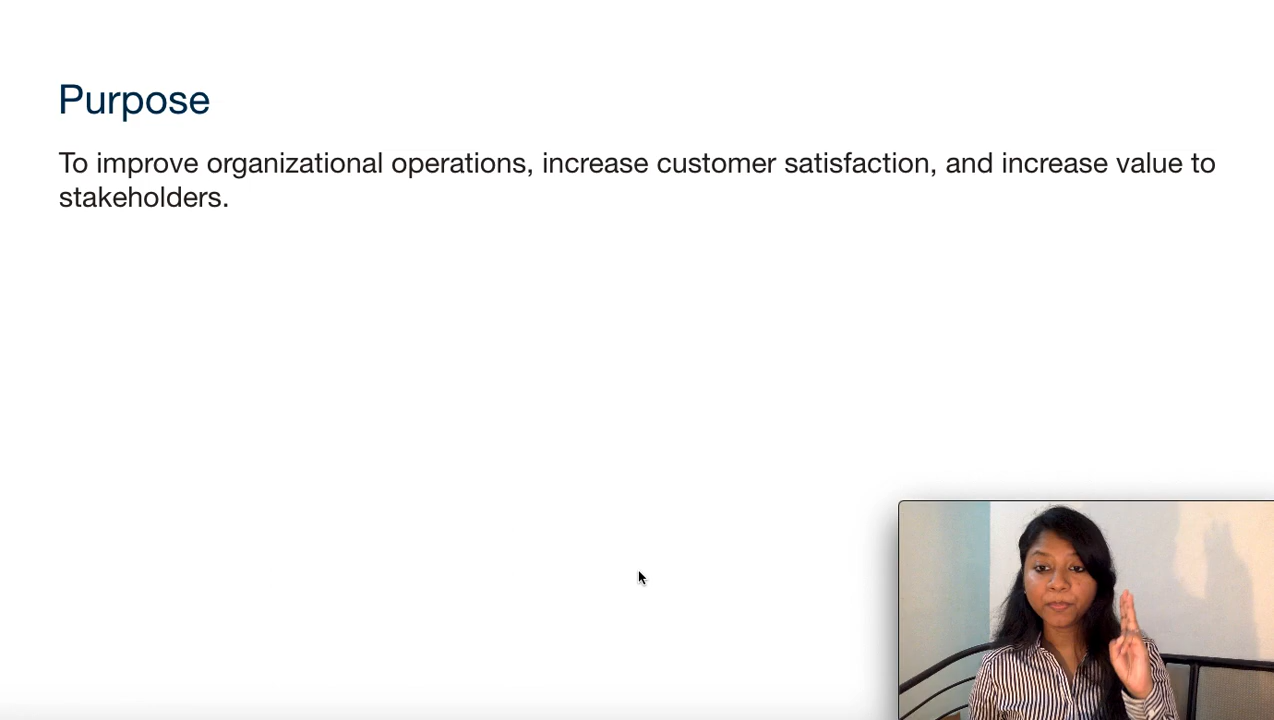 Purpose
To improve organizational operations, increase customer satisfaction, and increase value to
stakeholders.